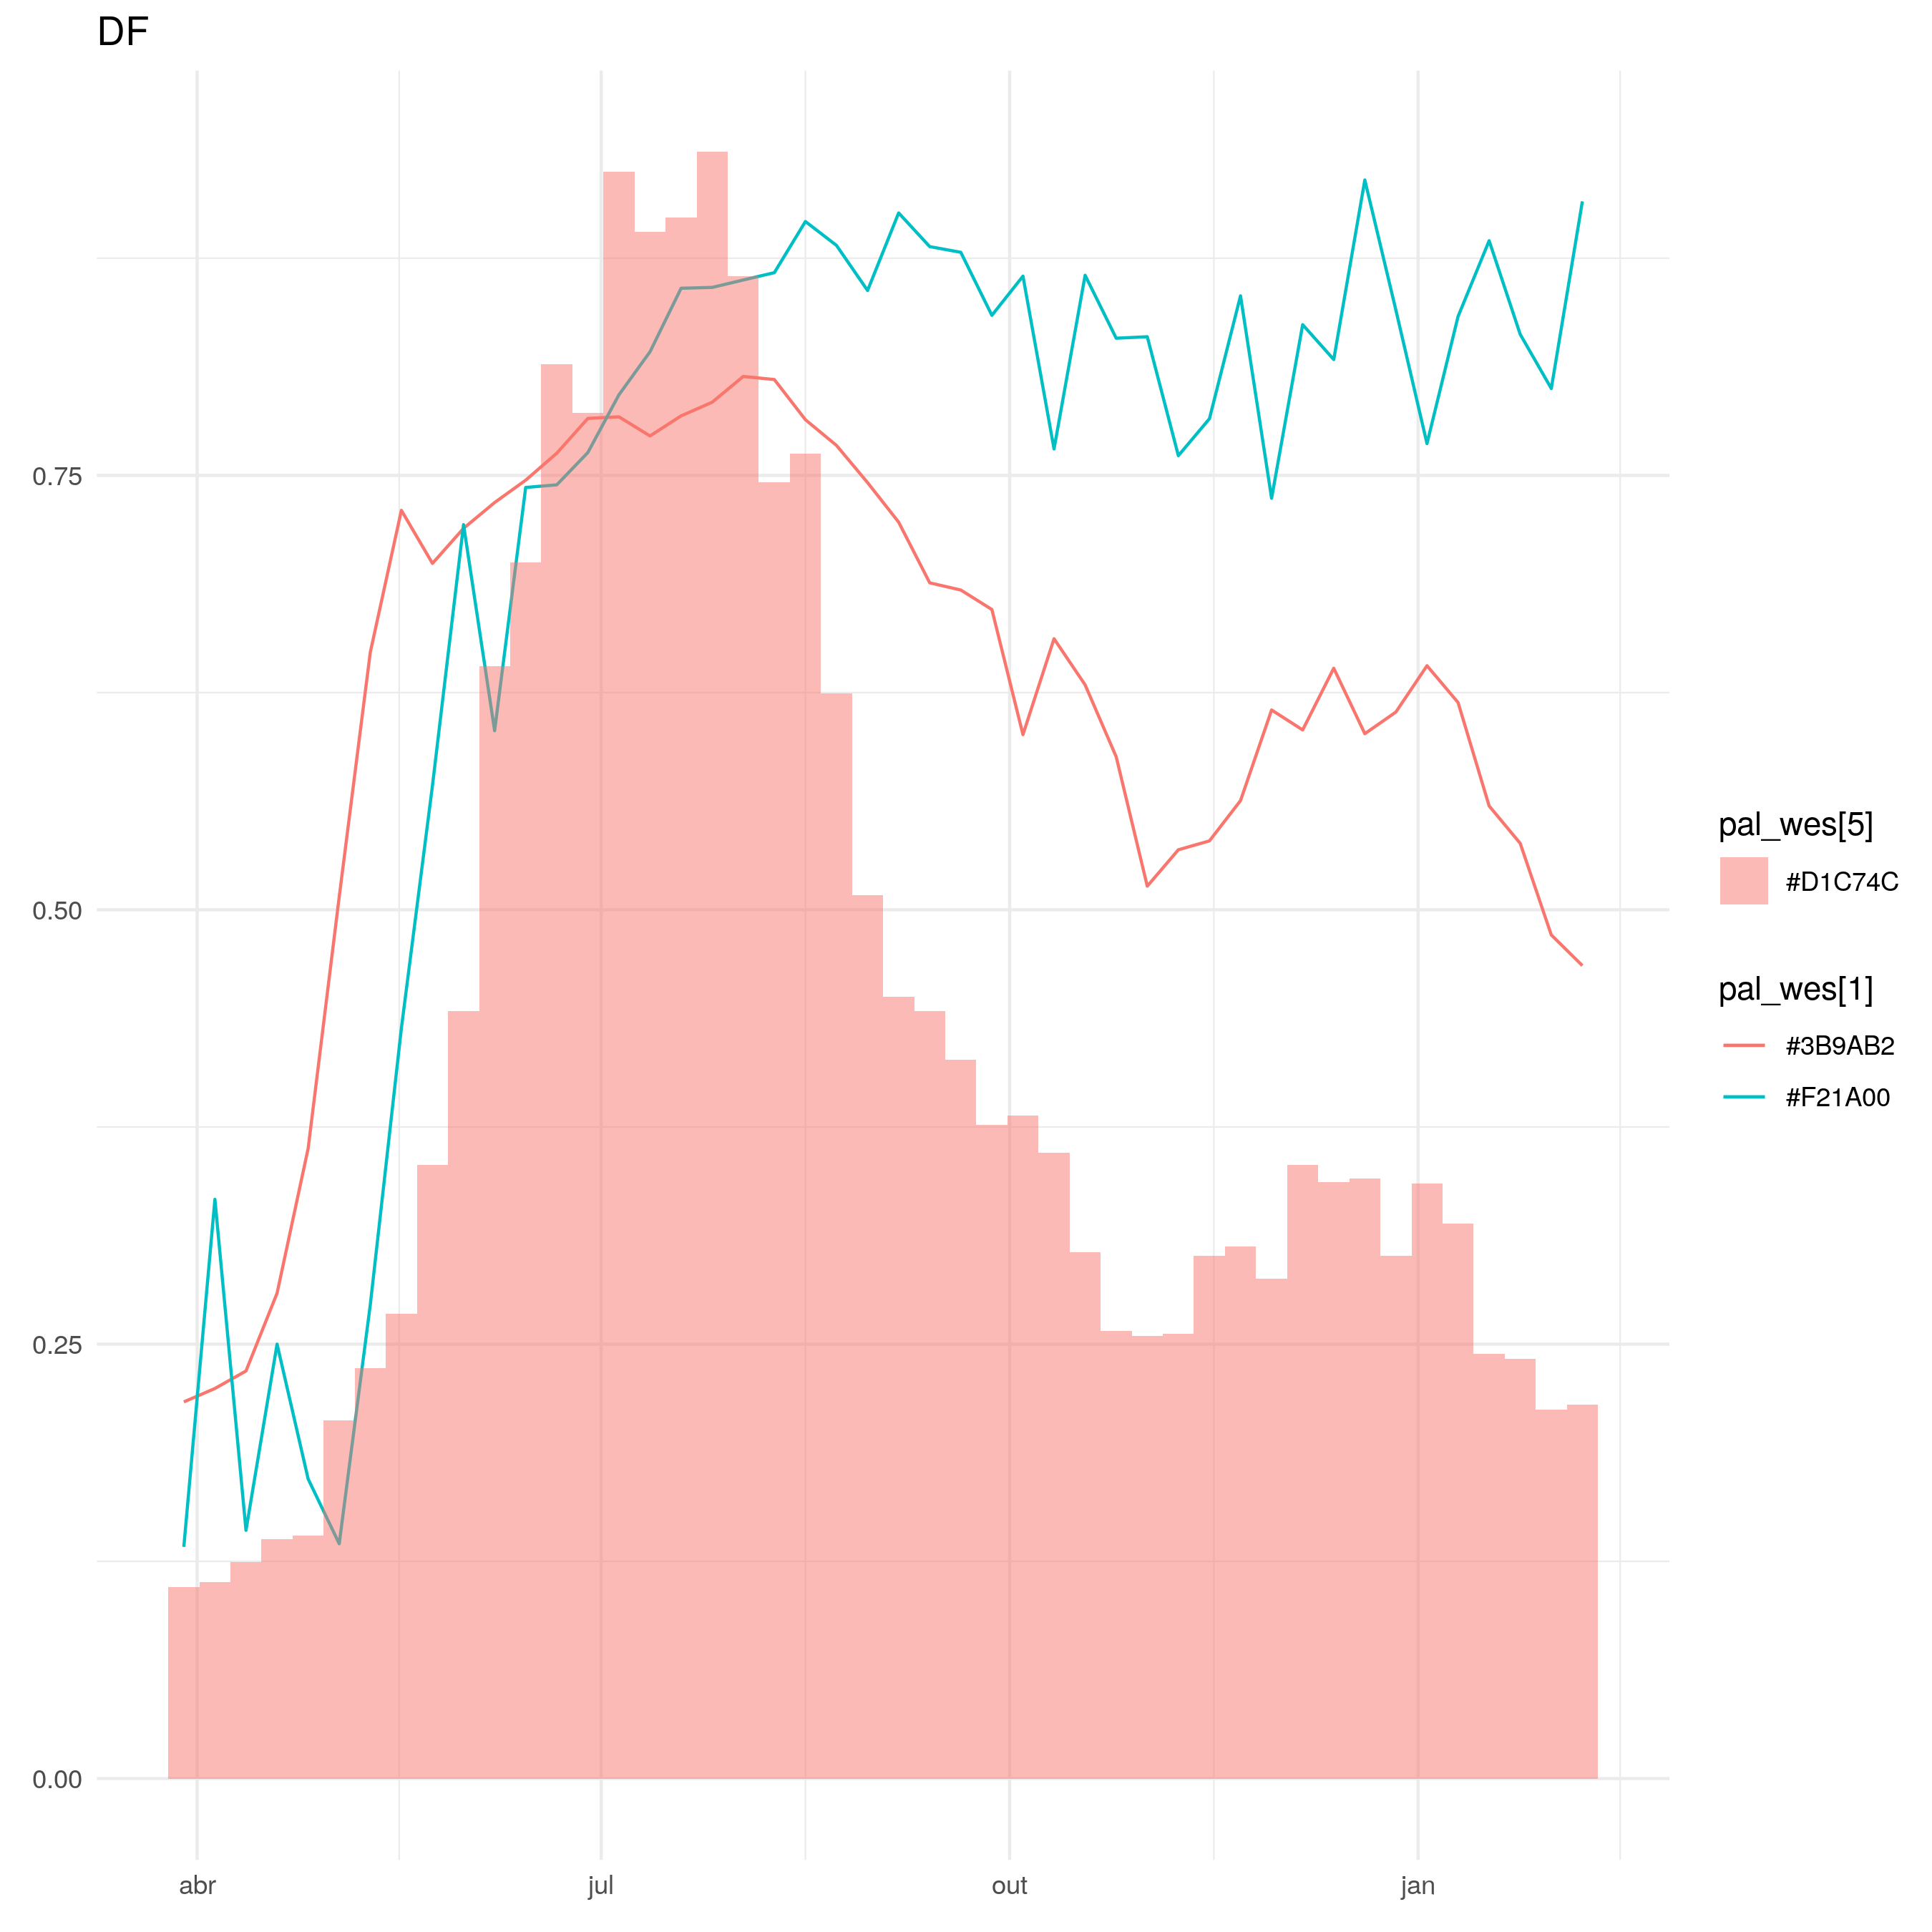 DF
0.75
0.50
0.25
0.00
abr
jul
out
jan
pal_wes[5]
#D1C74C
pal_wes[1]
#3B9AB2
#F21A00